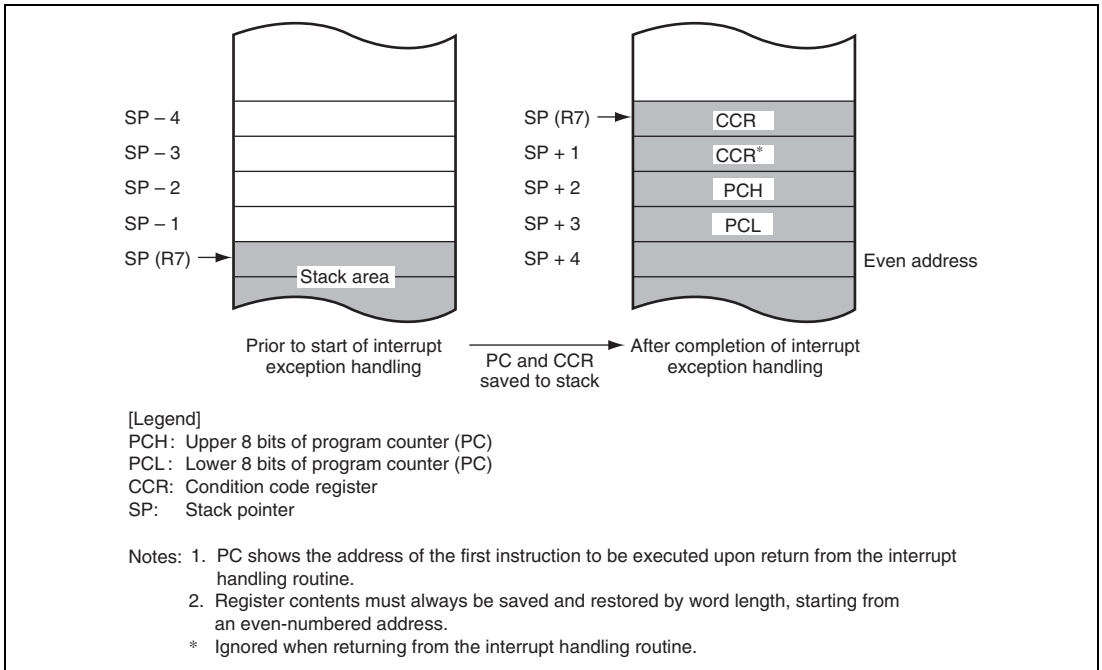 SP – 4
SP – 3
SP – 2
SP – 1
SP (R7)
Stack area
SP (R7)
SP + 1
SP + 2
SP + 3
SP + 4
CCR
CCR*
PCH
PCL
Even address
Prior to start of interrupt
exception handling
PC and CCR
saved to stack
After completion of interrupt
exception handling
[Legend]
PCH: Upper 8 bits of program counter (PC)
PCL: Lower 8 bits of program counter (PC)
CCR: Condition code register
SP: Stack pointer
Notes: 1. PC shows the address of the first instruction to be executed upon return from the interrupt
handling routine.
2. Register contents must always be saved and restored by word length, starting from
an even-numbered address.
* Ignored when returning from the interrupt handling routine.